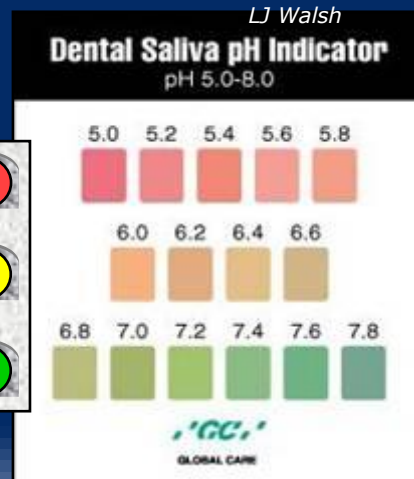 LJ Walsh
Dental Saliva pH Indicator
pH 5.0-8.0
5.0 5.2 5.4 5.6 5.8
6.0 6.2 6.4 6.6
6.8 7.0 7.2 7.4 7.6 7.8
'GC,'
GLOBAL CARE